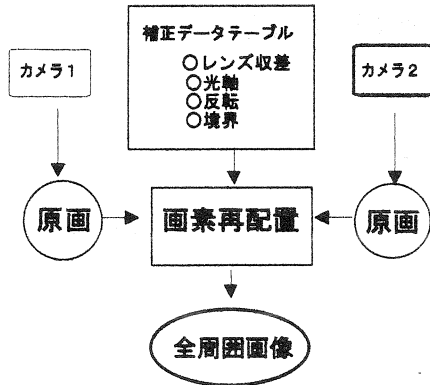 補正データテーブル
○レンズ収差
○光軸
○反転
○境界
カメラ1
カメラ2
原画
画素再配置
原画
全周囲画像